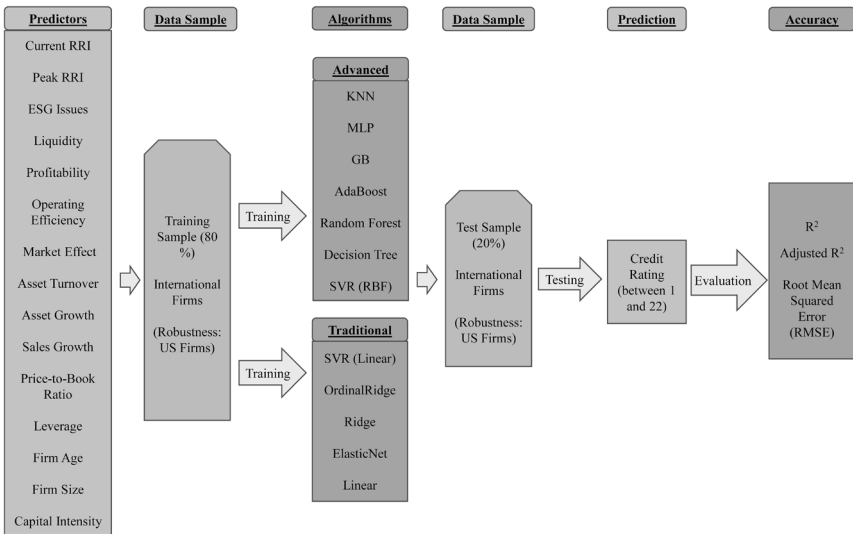 Predictors
Current RRI
Peak RRI
ESG Issues
Liquidity
Profitability
Operating
Efficiency
Market Effect
Asset Turnover
Asset Growth
Sales Growth
Price-to-Book
Ratio
Leverage
Firm Age
Firm Size
Capital Intensity
Data Sample
Training
Sample (80
%)
International
Firms
(Robustness:
US Firms)
Training
Training
Algorithms
Advanced
KNN
MLP
GB
AdaBoost
Random Forest
Decision Tree
SVR (RBF)
Traditional
SVR (Linear)
OrdinalRidge
Ridge
ElasticNet
Linear
Data Sample
Test Sample
(20%)
International
Firms
(Robustness:
US Firms)
Testing
Prediction
Credit
Rating
(between 1
and 22)
Evaluation
Accuracy
R²
Adjusted R²
Root Mean
Squared
Error
(RMSE)